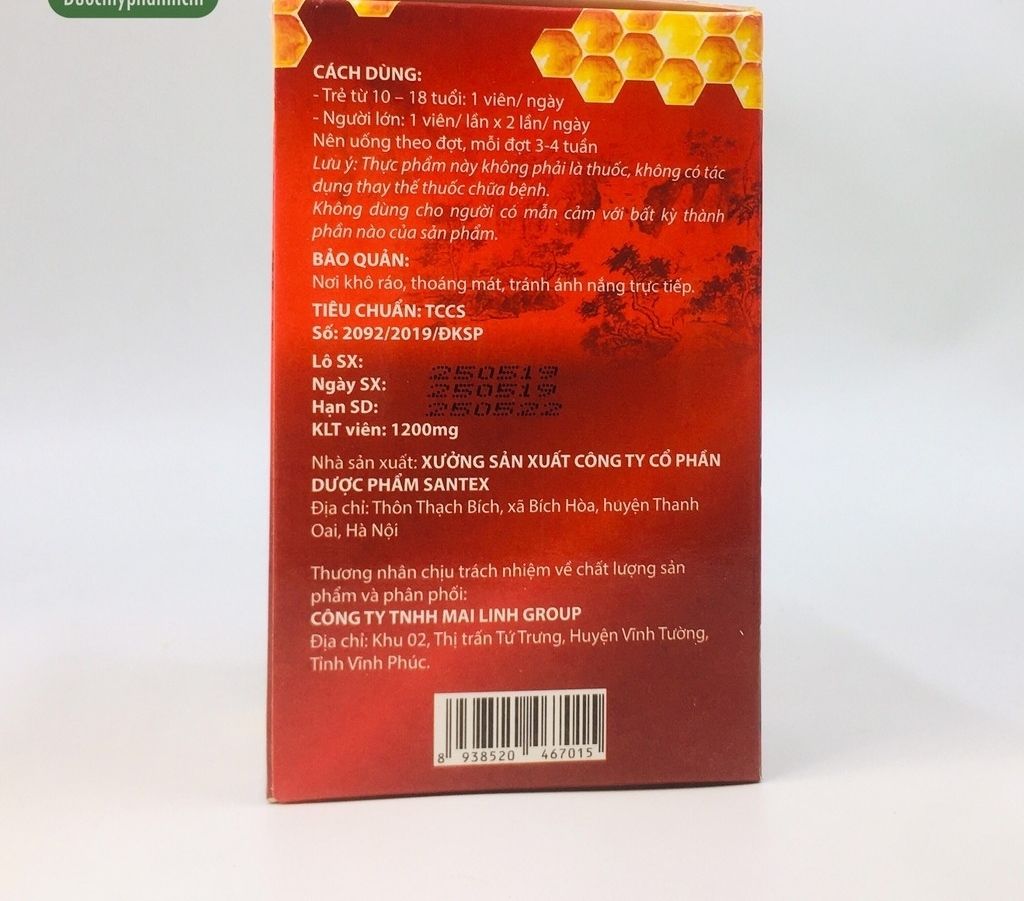 CÁCH DÙNG:
- Trẻ từ 10 – 18 tuổi: 1 viên/ ngày
- Người lớn: 1 viên/ lần x 2 lần/ ngày
Nên uống theo đợt, mỗi đợt 3-4 tuần
Lưu ý: Thực phẩm này không phải là thuốc, không có tác
dụng thay thế thuốc chữa bệnh.
Không dùng cho người có mẫn cảm với bất kỳ thành
phần nào của sản phẩm.
BẢO QUẢN:
Nơi khô ráo, thoáng mát, tránh ánh nắng trực tiếp.
TIÊU CHUẨN: TCCS
Số: 2092/2019/ĐKSP
Lô SX: 250519
Ngày SX: 250519
Hạn SD: 250522
KLT viên: 1200mg
Nhà sản xuất: XƯỞNG SẢN XUẤT CÔNG TY CỔ PHẦN
DƯỢC PHẨM SANTEX
Địa chỉ: Thôn Thạch Bích, xã Bích Hòa, huyện Thanh
Oai, Hà Nội
Thương nhân chịu trách nhiệm về chất lượng sản
phẩm và phân phối:
CÔNG TY TNHH MAI LINH GROUP
Địa chỉ: Khu 02, Thị trấn Tứ Trưng, Huyện Vĩnh Tường,
Tỉnh Vĩnh Phúc.
8 938520 467015